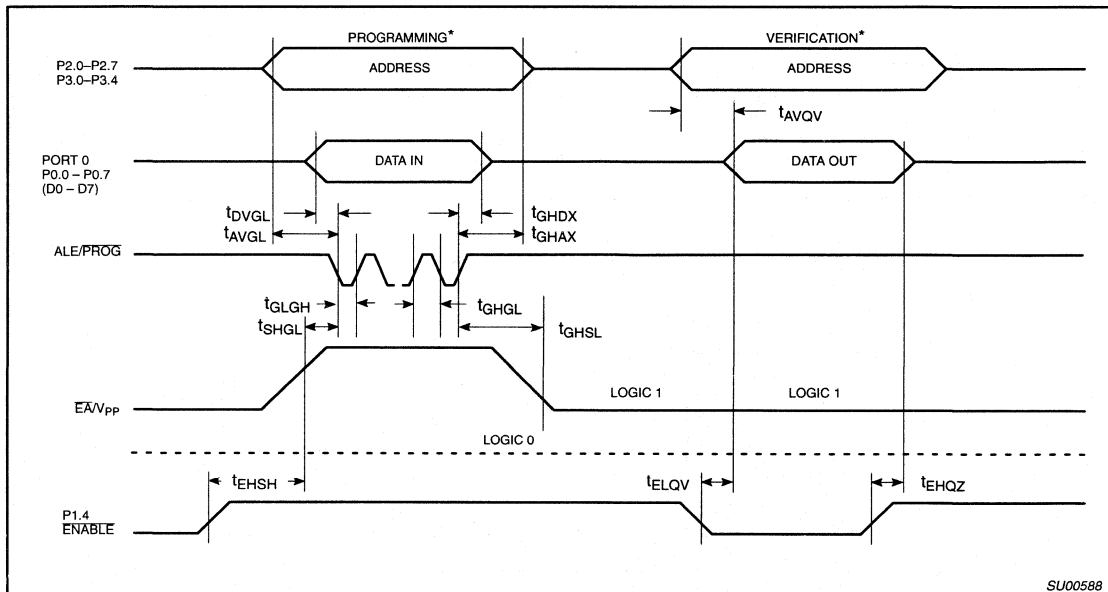 PROGRAMMING*
VERIFICATION*
P2.0–P2.7
P3.0–P3.4
ADDRESS
ADDRESS
tAVQV
PORT 0
P0.0 – P0.7
(D0 – D7)
DATA IN
DATA OUT
tDVGL
tGHDX
tAVGL
tGHAX
ALE/PROG
tGLGH
tGHGL
tSHGL
tGHSL
EA/VPP
LOGIC 1
LOGIC 1
LOGIC 0
tEHSH
tELQV
tEHQZ
P1.4
ENABLE
SU00588